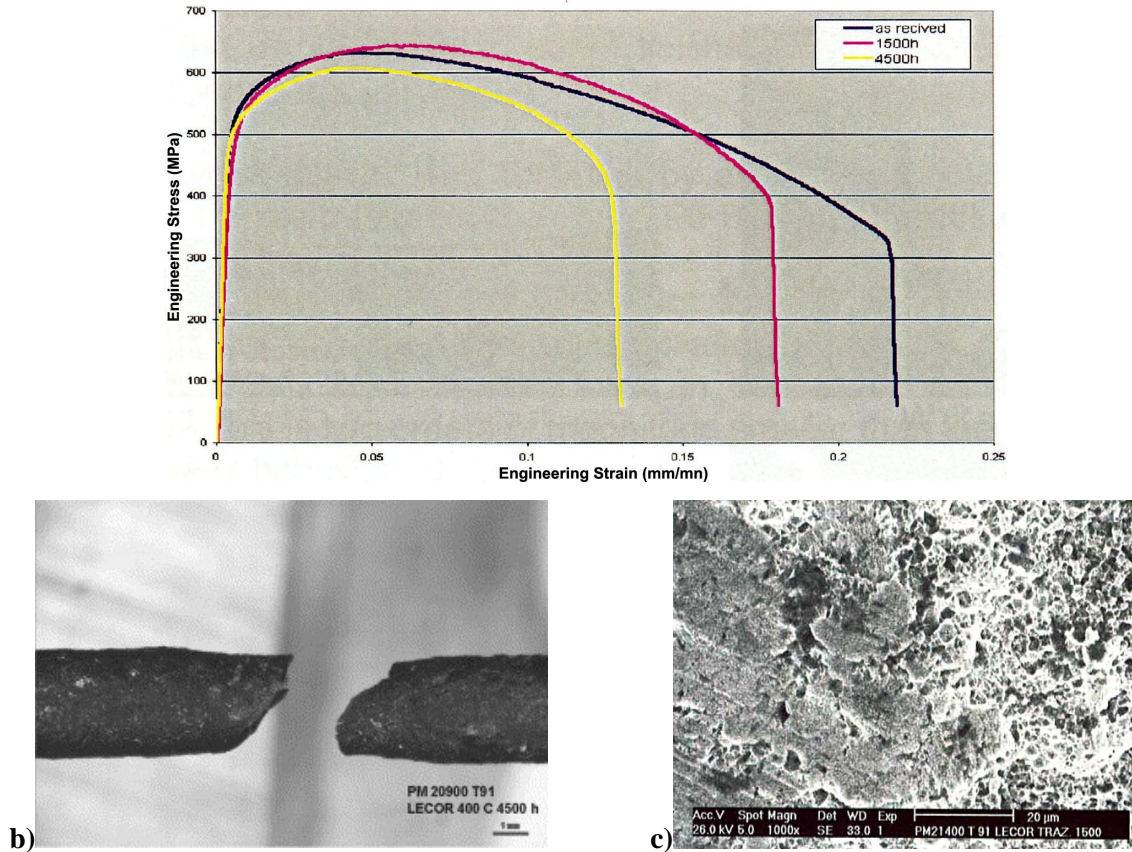 700
600
500
400
300
200
100
0
Engineering Stress (MPa)
as recived
1500h
4500h
0 0.05 0.1 0.15 0.2 0.25
Engineering Strain (mm/mn)
PM 20900 T91
LECOR 400 C 4500 h
1 mm
b)
c)
Acc.V Spot Magn Det WD Exp 20 µm
26.0 kV 5.0 1000x SE 33.0 1 PM21400 T 91 LECOR TRAZ. 1500